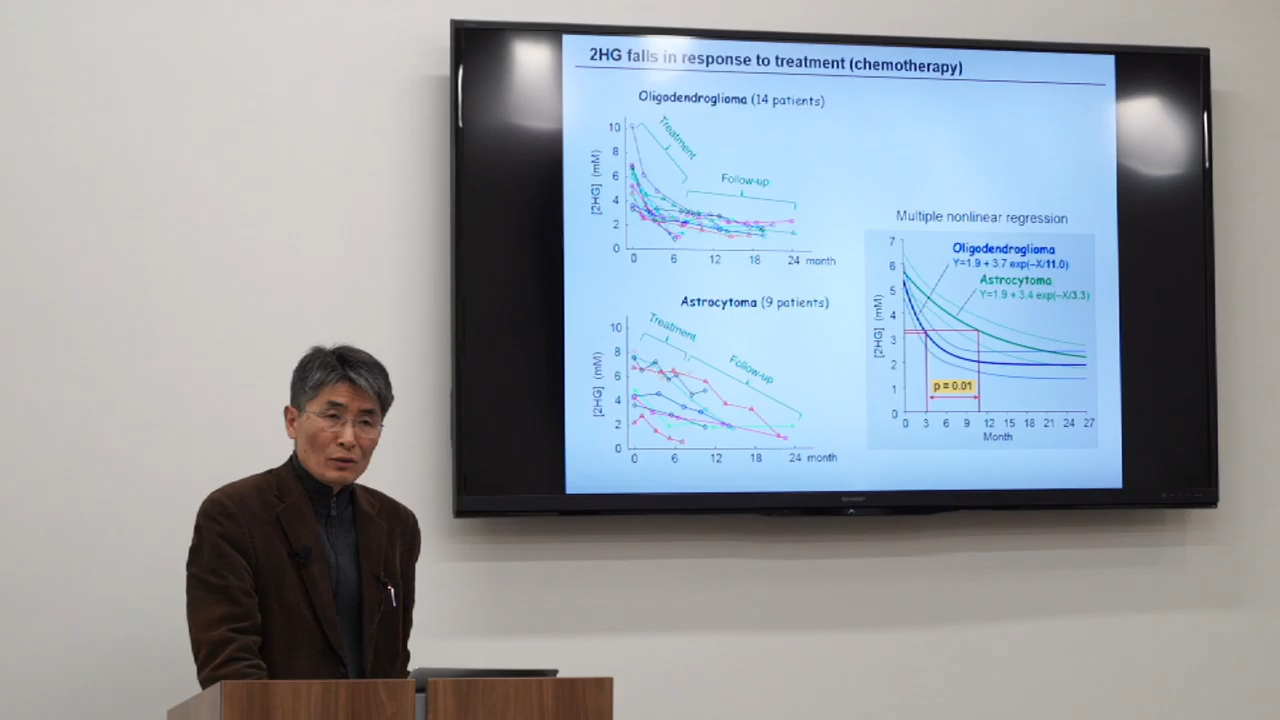 2HG falls in response to treatment (chemotherapy)
Oligodendroglioma (14 patients)
[2HG] (mM)
10
8
6
4
2
0
Treatment
Follow-up
0 6 12 18 24 month
Astrocytoma (9 patients)
[2HG] (mM)
10
8
6
4
2
0
Treatment
Follow-up
0 6 12 18 24 month
Multiple nonlinear regression
[2HG] (mM)
7
6
5
4
3
2
1
0
Oligodendroglioma
Y=1.9 + 3.7 exp(–X/11.0)
Astrocytoma
Y=1.9 + 3.4 exp(–X/3.3)
p = 0.01
0 3 6 9 12 15 18 21 24 27
Month
SHARP